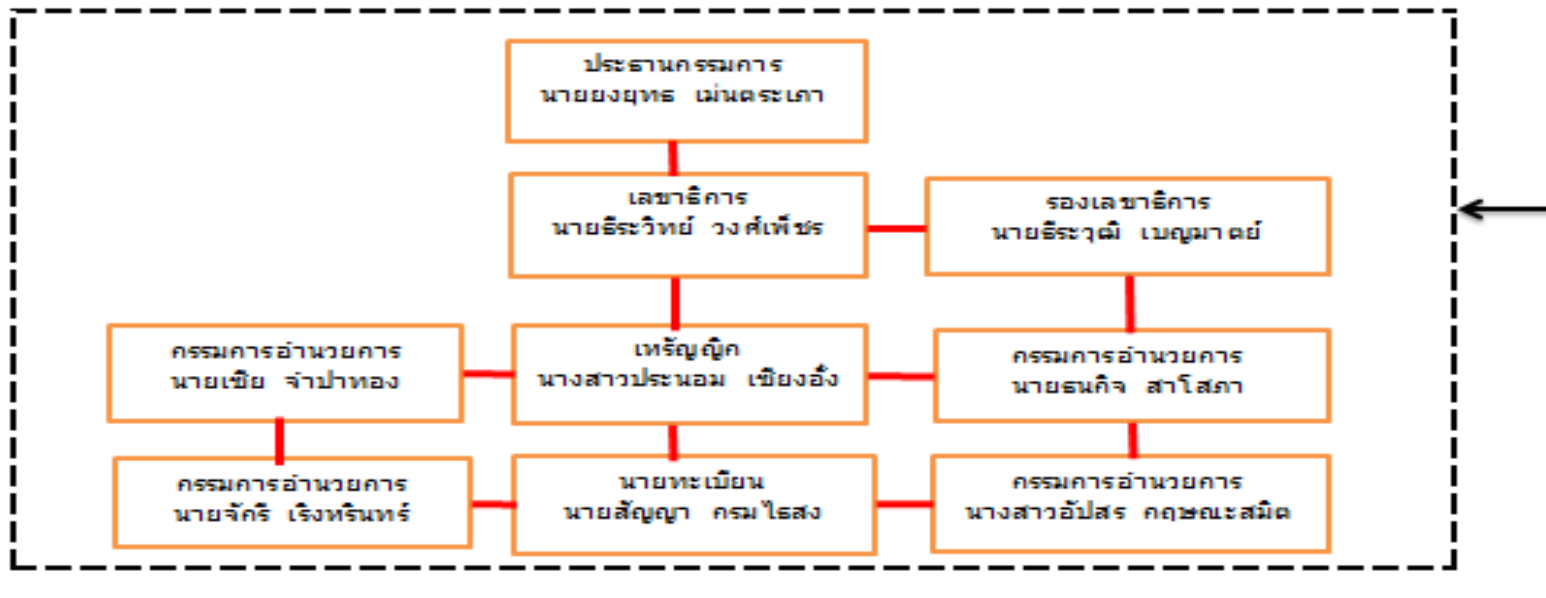 ประธานกรรมการ
นายยงยุทธ เม่นตระเภา
เลขาธิการ
นายธีระวิทย์ วงศ์เพ็ชร
รองเลขาธิการ
นายธีระวุฒิ เบญมาตย์
กรรมการอำนวยการ
นายเชีย จำปาทอง
เหรัญญิก
นางสาวประนอม เชียงอั๋ง
กรรมการอำนวยการ
นายธนกิจ สาโสภา
กรรมการอำนวยการ
นายจักรี เริงหรินทร์
นายทะเบียน
นายสัญญา กรมไธสง
กรรมการอำนวยการ
นางสาวอัปสร กฤษณะสมิต